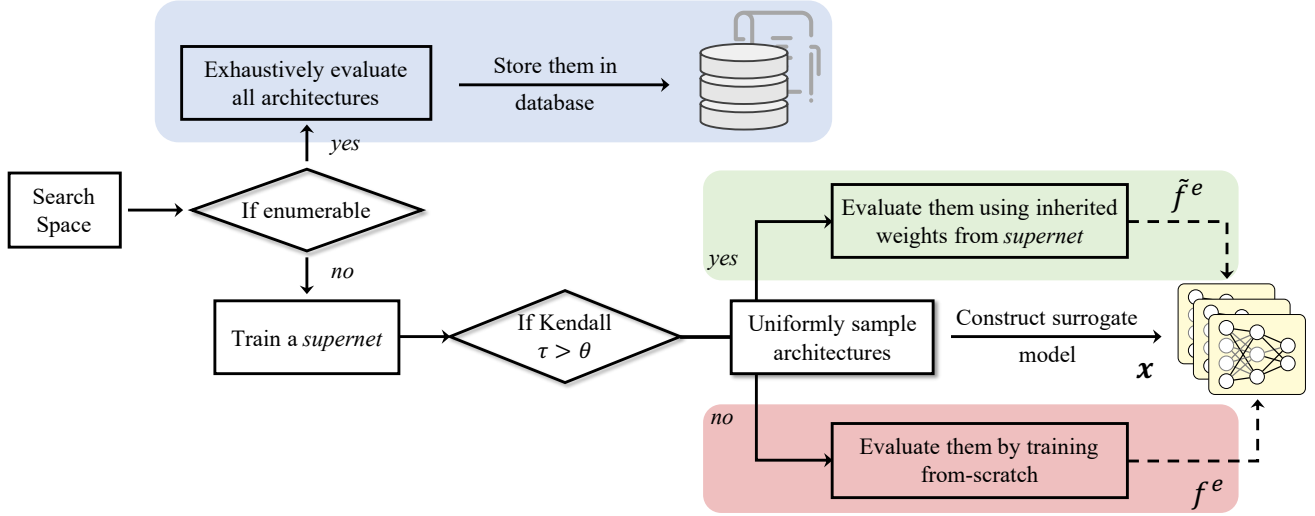 Exhaustively evaluate
all architectures
Store them in
database
yes
Search
Space
If enumerable
no
Train a supernet
If Kendall
τ > θ
yes
Evaluate them using inherited
weights from supernet
f̃ᵉ
Uniformly sample
architectures
Construct surrogate
model
x
no
Evaluate them by training
from-scratch
fᵉ